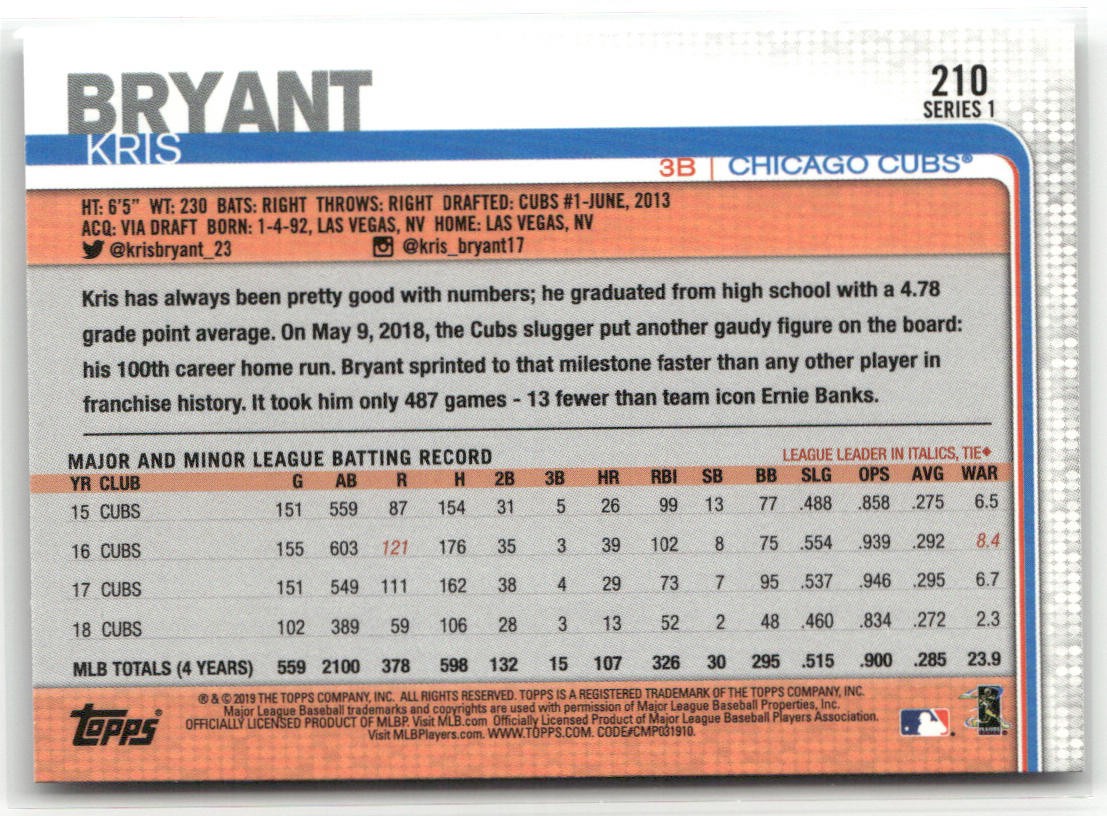 BRYANT
KRIS
210
SERIES 1
3B | CHICAGO CUBS®
HT: 6'5" WT: 230 BATS: RIGHT THROWS: RIGHT DRAFTED: CUBS #1-JUNE, 2013
ACQ: VIA DRAFT BORN: 1-4-92, LAS VEGAS, NV HOME: LAS VEGAS, NV
@krisbryant_23 @kris_bryant17
Kris has always been pretty good with numbers; he graduated from high school with a 4.78
grade point average. On May 9, 2018, the Cubs slugger put another gaudy figure on the board:
his 100th career home run. Bryant sprinted to that milestone faster than any other player in
franchise history. It took him only 487 games - 13 fewer than team icon Ernie Banks.
MAJOR AND MINOR LEAGUE BATTING RECORD LEAGUE LEADER IN ITALICS, TIE♦
YR CLUB G AB R H 2B 3B HR RBI SB BB SLG OPS AVG WAR
15 CUBS 151 559 87 154 31 5 26 99 13 77 .488 .858 .275 6.5
16 CUBS 155 603 121 176 35 3 39 102 8 75 .554 .939 .292 8.4
17 CUBS 151 549 111 162 38 4 29 73 7 95 .537 .946 .295 6.7
18 CUBS 102 389 59 106 28 3 13 52 2 48 .460 .834 .272 2.3
MLB TOTALS (4 YEARS) 559 2100 378 598 132 15 107 326 30 295 .515 .900 .285 23.9
® & © 2019 THE TOPPS COMPANY, INC. ALL RIGHTS RESERVED. TOPPS IS A REGISTERED TRADEMARK OF THE TOPPS COMPANY, INC.
Major League Baseball trademarks and copyrights are used with permission of Major League Baseball Properties, Inc.
OFFICIALLY LICENSED PRODUCT OF MLBP. Visit MLB.com Officially Licensed Product of Major League Baseball Players Association.
Visit MLBPlayers.com. WWW.TOPPS.COM. CODE#CMP031910.
Topps®
PLAYERS